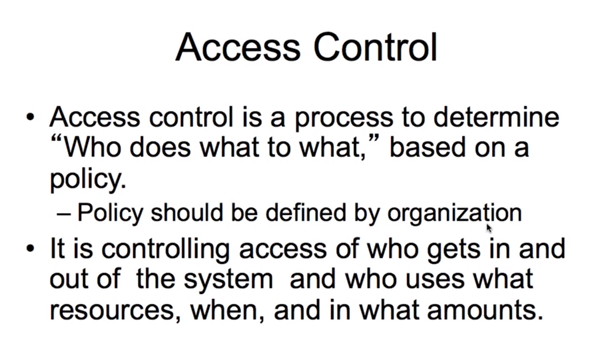 Access Control
• Access control is a process to determine
“Who does what to what,” based on a
policy.
– Policy should be defined by organization
• It is controlling access of who gets in and
out of the system and who uses what
resources, when, and in what amounts.